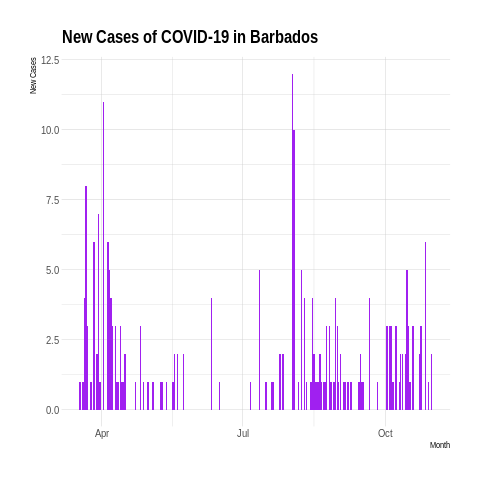 New Cases of COVID-19 in Barbados
New Cases
12.5
10.0
7.5
5.0
2.5
0.0
Apr
Jul
Oct
Month